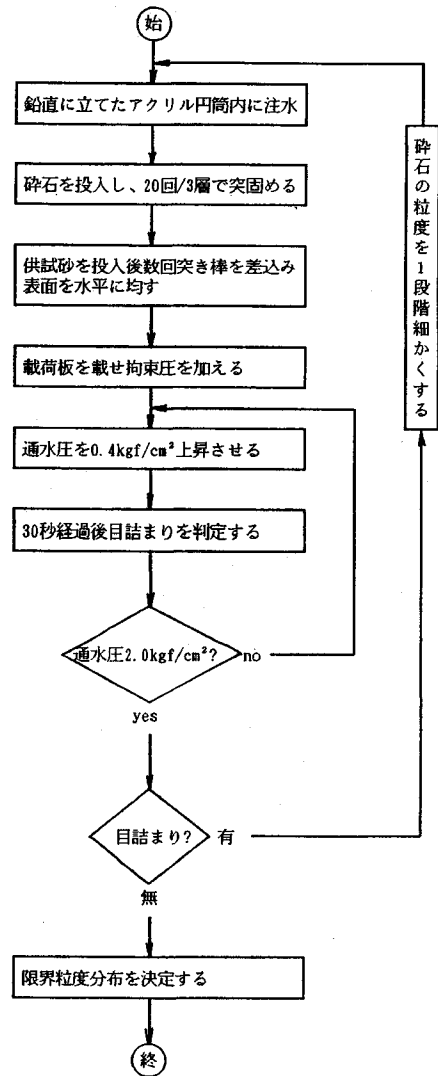 始
鉛直に立てたアクリル円筒内に注水
砕石を投入し、20回/3層で突固める
供試砂を投入後数回突き棒を差込み
表面を水平に均す
載荷板を載せ拘束圧を加える
通水圧を0.4kgf/cm²上昇させる
30秒経過後目詰まりを判定する
通水圧2.0kgf/cm²?
no
yes
目詰まり?
有
無
限界粒度分布を決定する
終
砕石の粒度を1段階細かくする